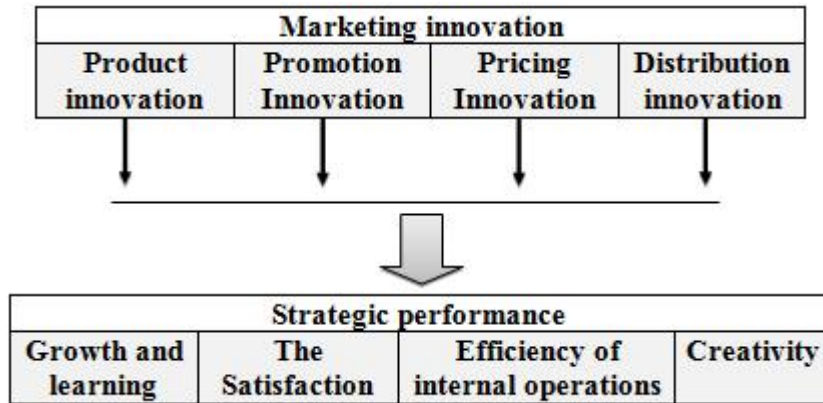 Marketing innovation
Product innovation
Promotion Innovation
Pricing Innovation
Distribution innovation
Strategic performance
Growth and learning
The Satisfaction
Efficiency of internal operations
Creativity